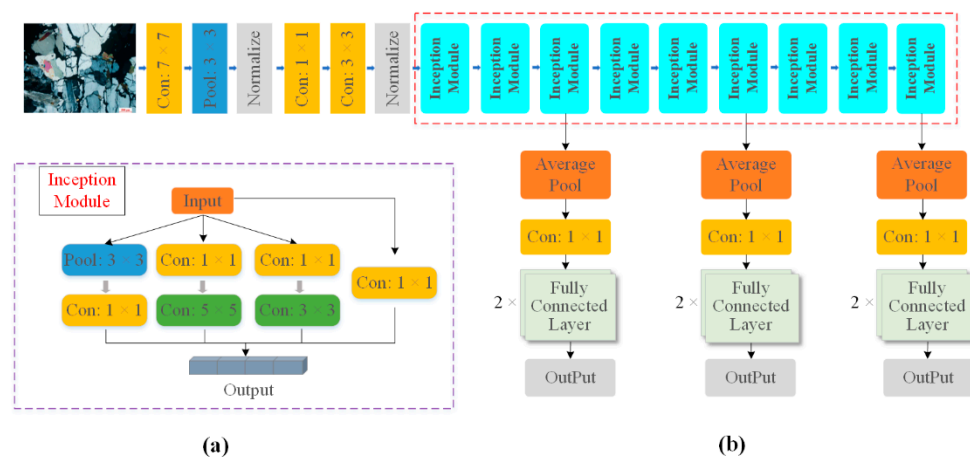 Con: 7 × 7
Pool: 3 × 3
Normalize
Con: 1 × 1
Con: 3 × 3
Normalize
Inception
Module
Inception
Module
Inception
Module
Inception
Module
Inception
Module
Inception
Module
Inception
Module
Inception
Module
Inception
Module
Inception
Module
Input
Pool: 3 × 3
Con: 1 × 1
Con: 1 × 1
Con: 1 × 1
Con: 1 × 1
Con: 5 × 5
Con: 3 × 3
Output
Average
Pool
Con: 1 × 1
2 ×
Fully
Connected
Layer
OutPut
Average
Pool
Con: 1 × 1
2 ×
Fully
Connected
Layer
OutPut
Average
Pool
Con: 1 × 1
2 ×
Fully
Connected
Layer
OutPut
(a)
(b)